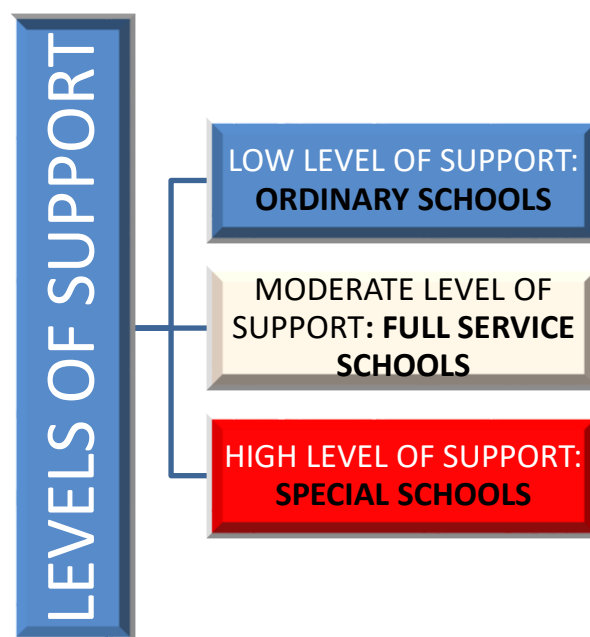 LEVELS OF SUPPORT
LOW LEVEL OF SUPPORT:
ORDINARY SCHOOLS
MODERATE LEVEL OF
SUPPORT: FULL SERVICE
SCHOOLS
HIGH LEVEL OF SUPPORT:
SPECIAL SCHOOLS